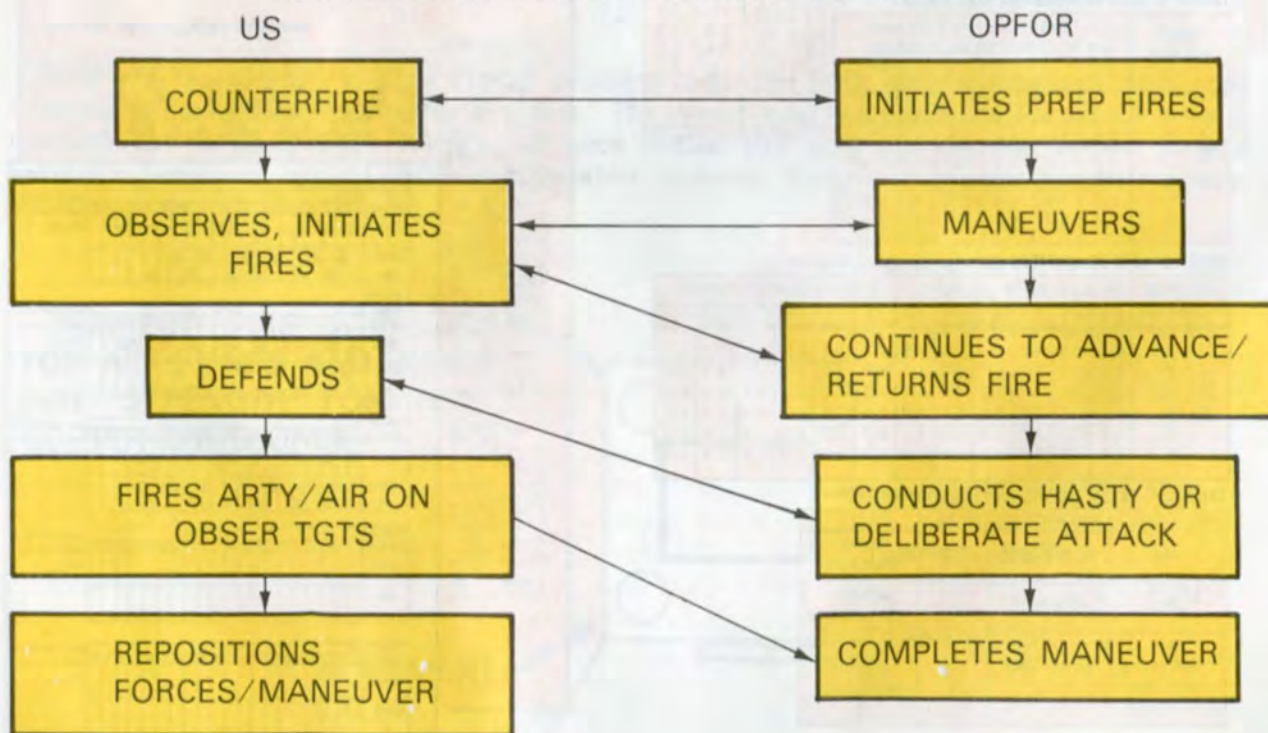 US
COUNTERFIRE
OBSERVES, INITIATES
FIRES
DEFENDS
FIRES ARTY/AIR ON
OBSER TGTS
REPOSITIONS
FORCES/MANEUVER
OPFOR
INITIATES PREP FIRES
MANEUVERS
CONTINUES TO ADVANCE/
RETURNS FIRE
CONDUCTS HASTY OR
DELIBERATE ATTACK
COMPLETES MANEUVER